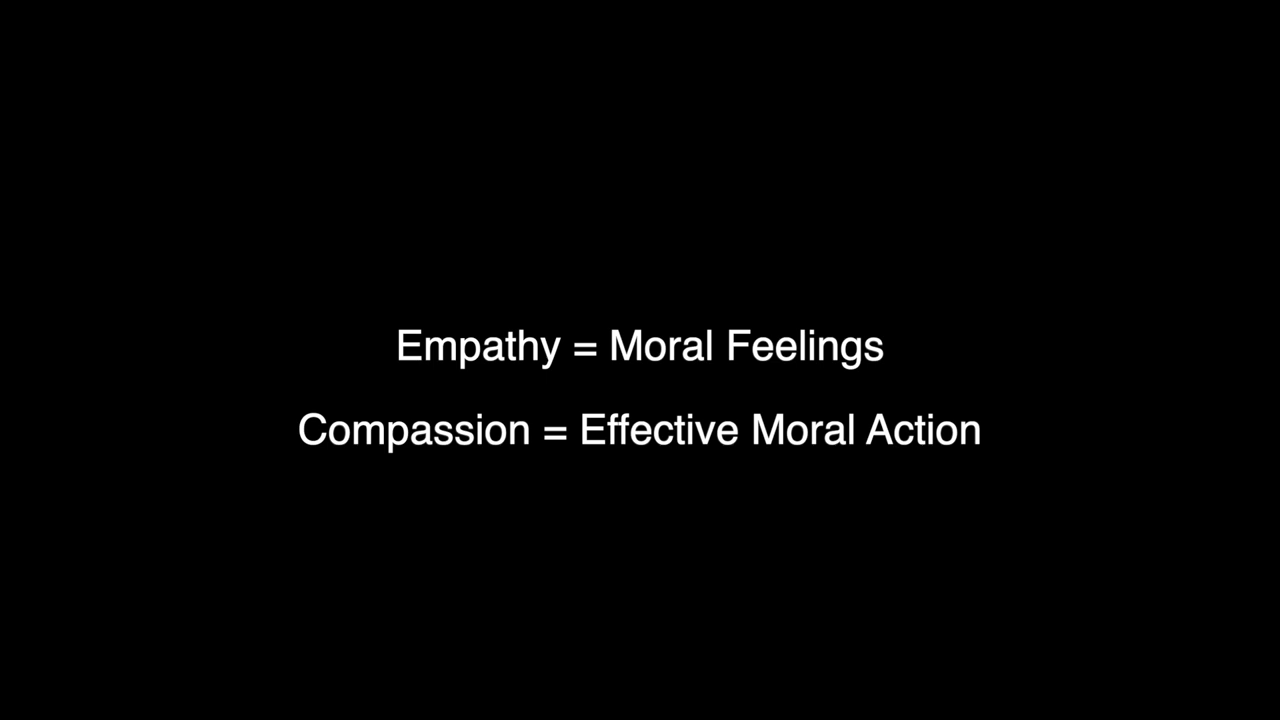 Empathy = Moral Feelings
Compassion = Effective Moral Action